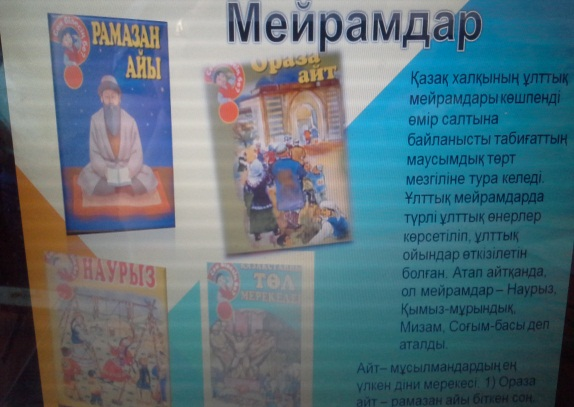 Мейрамдар
РАМАЗАН
АЙЫ
Ораза
айт
НАУРЫЗ
ТӨЛ
МЕРЕКЕСІ
Қазақ халқының ұлттық
мейрамдары көшпенді
өмір салтына
байланысты табиғаттың
маусымдық төрт
мезгіліне тура келеді.
Ұлттық мейрамдарда
түрлі ұлттық өнерлер
көрсетіліп, ұлттық
ойындар өткізілетін
болған. Атап айтқанда,
ол мейрамдар – Наурыз,
Қымыз-мұрындық,
Мизам, Соғым-басы деп
аталды.
Айт– мұсылмандардың ең
үлкен діни мерекесі. 1) Ораза
айт – рамазан айы біткен соң,